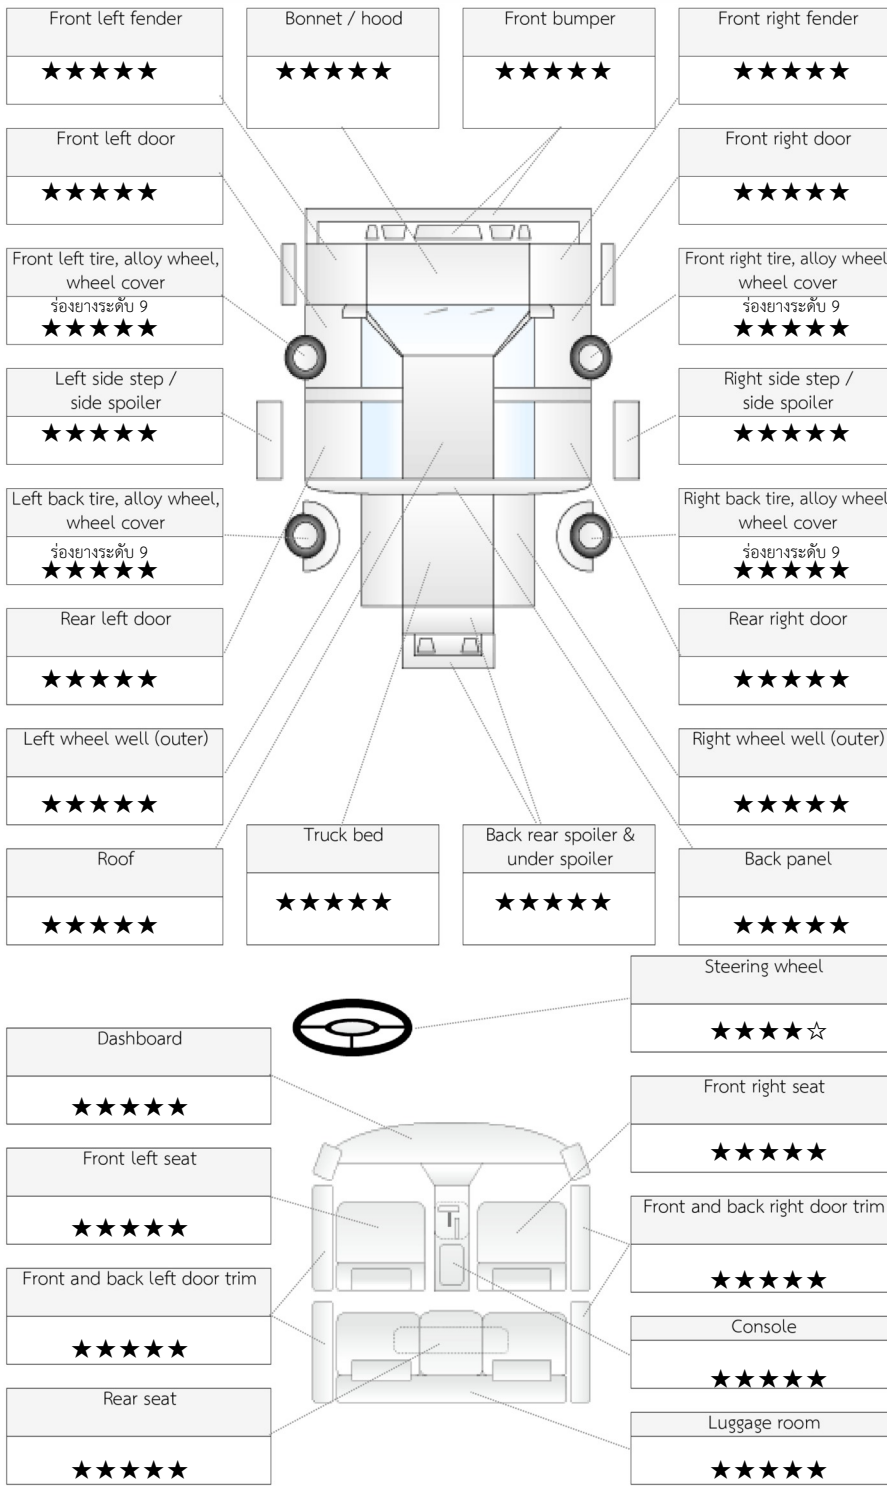 Front left fender
★★★★★
Bonnet / hood
★★★★★
Front bumper
★★★★★
Front right fender
★★★★★
Front left door
★★★★★
Front right door
★★★★★
Front left tire, alloy wheel,
wheel cover
ร่องยางระดับ 9
★★★★★
Front right tire, alloy wheel
wheel cover
ร่องยางระดับ 9
★★★★★
Left side step /
side spoiler
★★★★★
Right side step /
side spoiler
★★★★★
Left back tire, alloy wheel,
wheel cover
ร่องยางระดับ 9
★★★★★
Right back tire, alloy wheel
wheel cover
ร่องยางระดับ 9
★★★★★
Rear left door
★★★★★
Rear right door
★★★★★
Left wheel well (outer)
★★★★★
Right wheel well (outer)
★★★★★
Roof
★★★★★
Truck bed
★★★★★
Back rear spoiler &
under spoiler
★★★★★
Back panel
★★★★★
Steering wheel
★★★★☆
Dashboard
★★★★★
Front right seat
★★★★★
Front left seat
★★★★★
Front and back right door trim
★★★★★
Front and back left door trim
★★★★★
Console
★★★★★
Rear seat
★★★★★
Luggage room
★★★★★